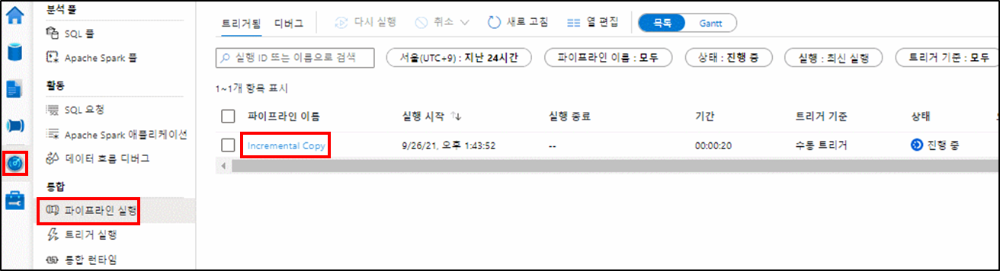 분석 풀
SQL 풀
Apache Spark 풀
활동
SQL 요청
Apache Spark 애플리케이션
데이터 흐름 디버그
통합
파이프라인 실행
트리거 실행
통합 런타임
트리거됨 디버그 다시 실행 취소 새로 고침 열 편집 목록 Gantt
실행 ID 또는 이름으로 검색 서울(UTC+9) : 지난 24시간 파이프라인 이름 : 모두 상태 : 진행 중 실행 : 최신 실행 트리거 기준 : 모두
1~1개 항목 표시
파이프라인 이름 실행 시작 ↑↓ 실행 종료 기간 트리거 기준 상태
Incremental Copy 9/26/21, 오후 1:43:52 -- 00:00:20 수동 트리거 진행 중